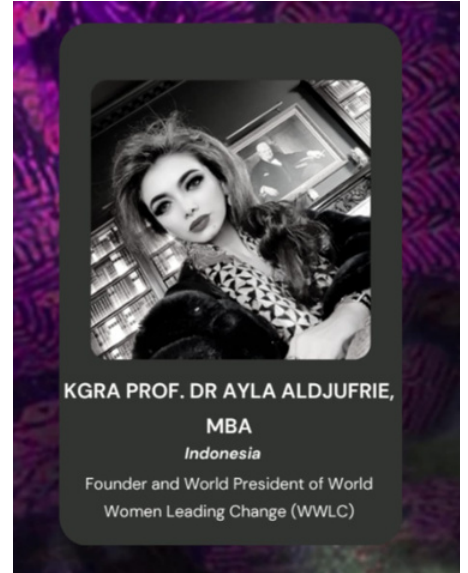 KGRA PROF. DR AYLA ALDJUFRIE,
MBA
Indonesia
Founder and World President of World
Women Leading Change (WWLC)